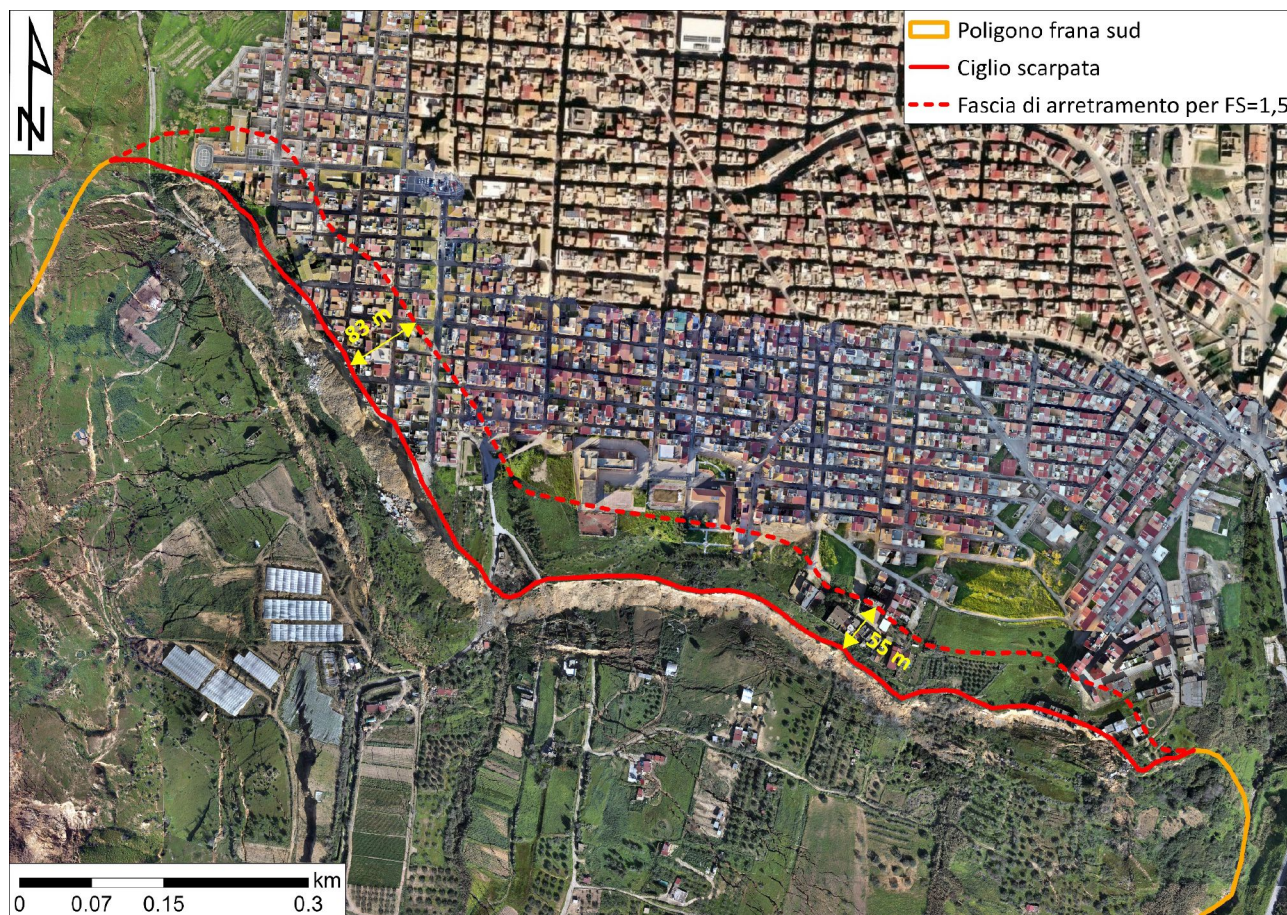 N
Poligono frana sud
Ciglio scarpata
Fascia di arretramento per FS=1,5
83 m
55 m
km
0 0.07 0.15 0.3